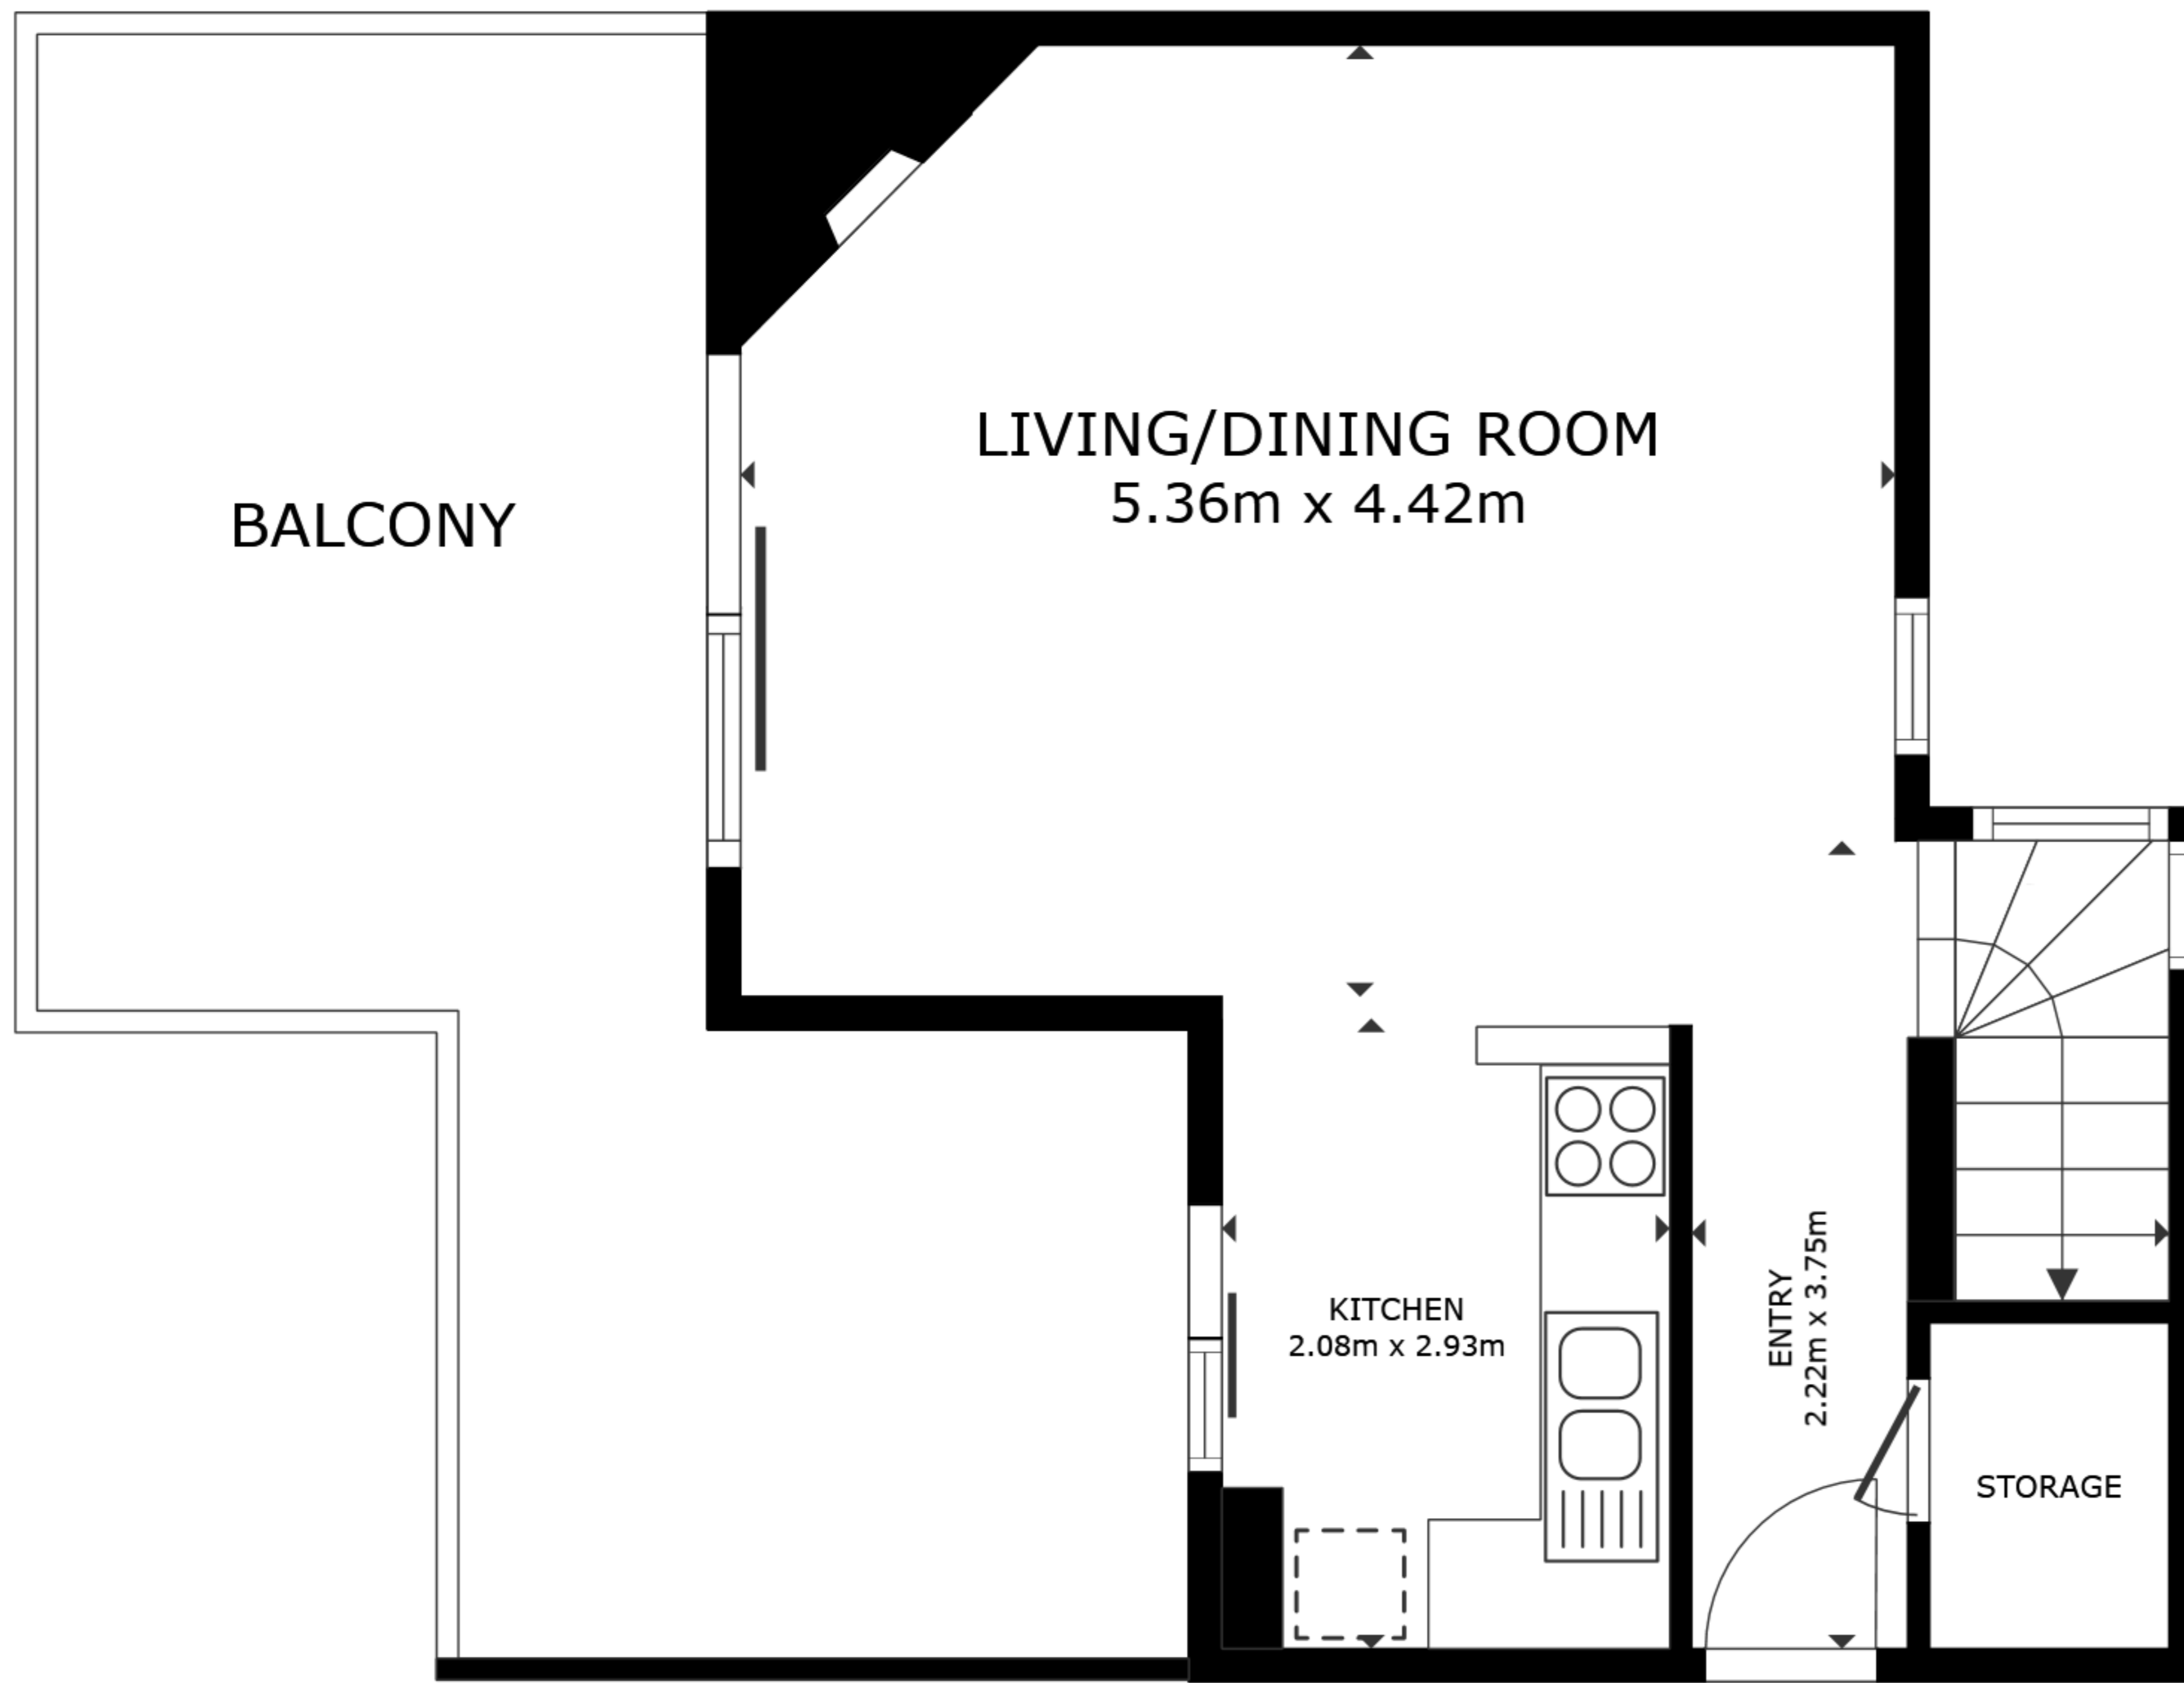 LIVING/DINING ROOM
5.36m x 4.42m
BALCONY
KITCHEN
2.08m x 2.93m
ENTRY
2.22m x 3.75m
STORAGE